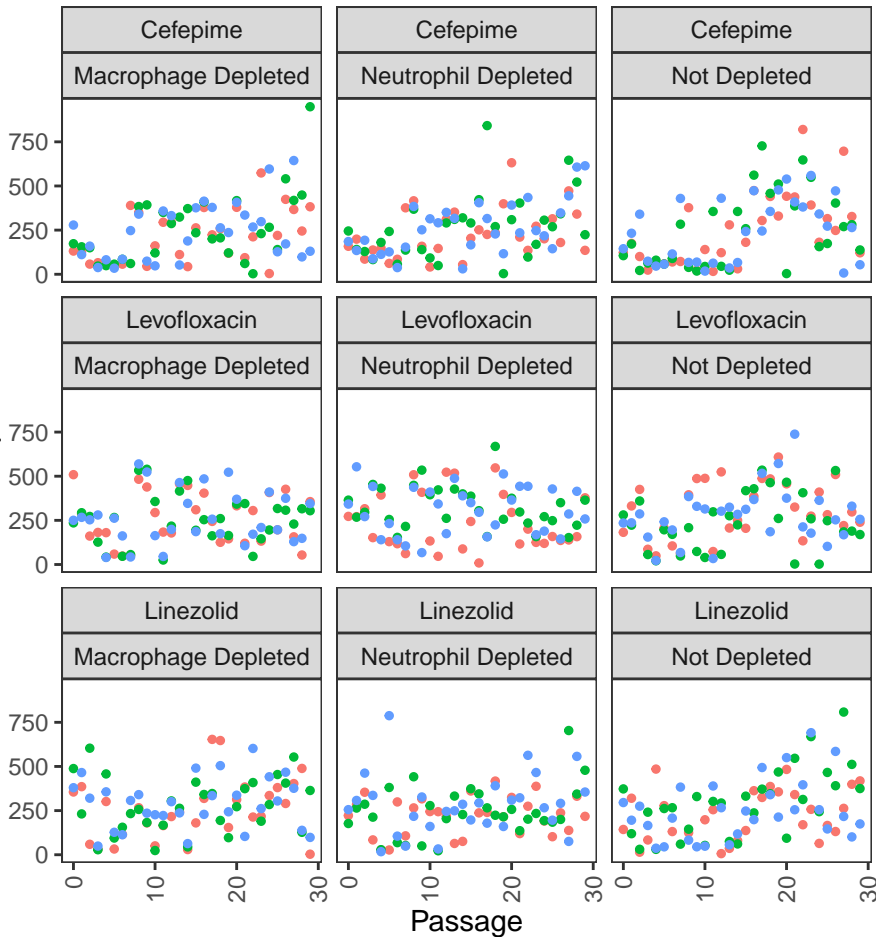 Cefepime Cefepime Cefepime
Macrophage Depleted Neutrophil Depleted Not Depleted
750
500
250
0
Levofloxacin Levofloxacin Levofloxacin
Macrophage Depleted Neutrophil Depleted Not Depleted
750
500
250
0
Linezolid Linezolid Linezolid
Macrophage Depleted Neutrophil Depleted Not Depleted
750
500
250
0
0 10 20 30 0 10 20 30 0 10 20 30
Passage